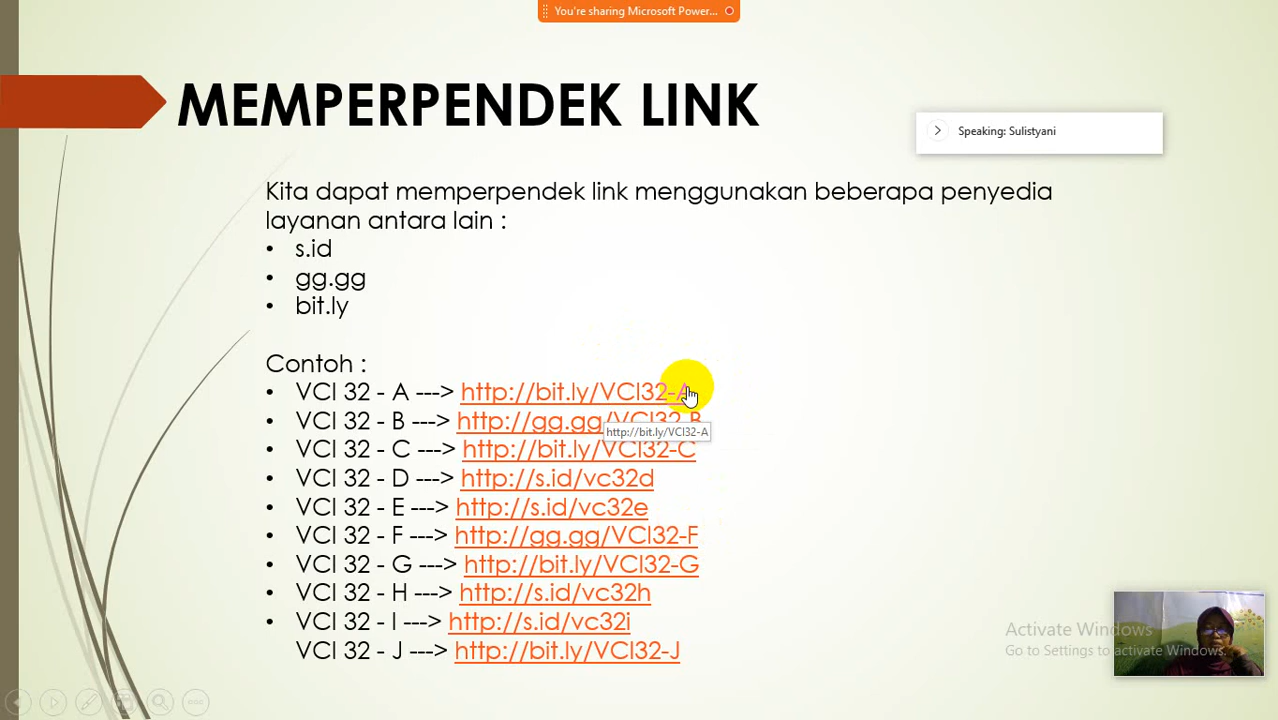 You're sharing Microsoft Power...
MEMPERPENDEK LINK
Speaking: Sulistyani
Kita dapat memperpendek link menggunakan beberapa penyedia
layanan antara lain :
• s.id
• gg.gg
• bit.ly
Contoh :
• VCI 32 - A ---> http://bit.ly/VCI32-A
• VCI 32 - B ---> http://gg.gg/VCI32-B
http://bit.ly/VCI32-A
• VCI 32 - C ---> http://bit.ly/VCI32-C
• VCI 32 - D ---> http://s.id/vc32d
• VCI 32 - E ---> http://s.id/vc32e
• VCI 32 - F ---> http://gg.gg/VCI32-F
• VCI 32 - G ---> http://bit.ly/VCI32-G
• VCI 32 - H ---> http://s.id/vc32h
• VCI 32 - I ---> http://s.id/vc32i
VCI 32 - J ---> http://bit.ly/VCI32-J
Activate Windows
Go to Settings to activate Windows.